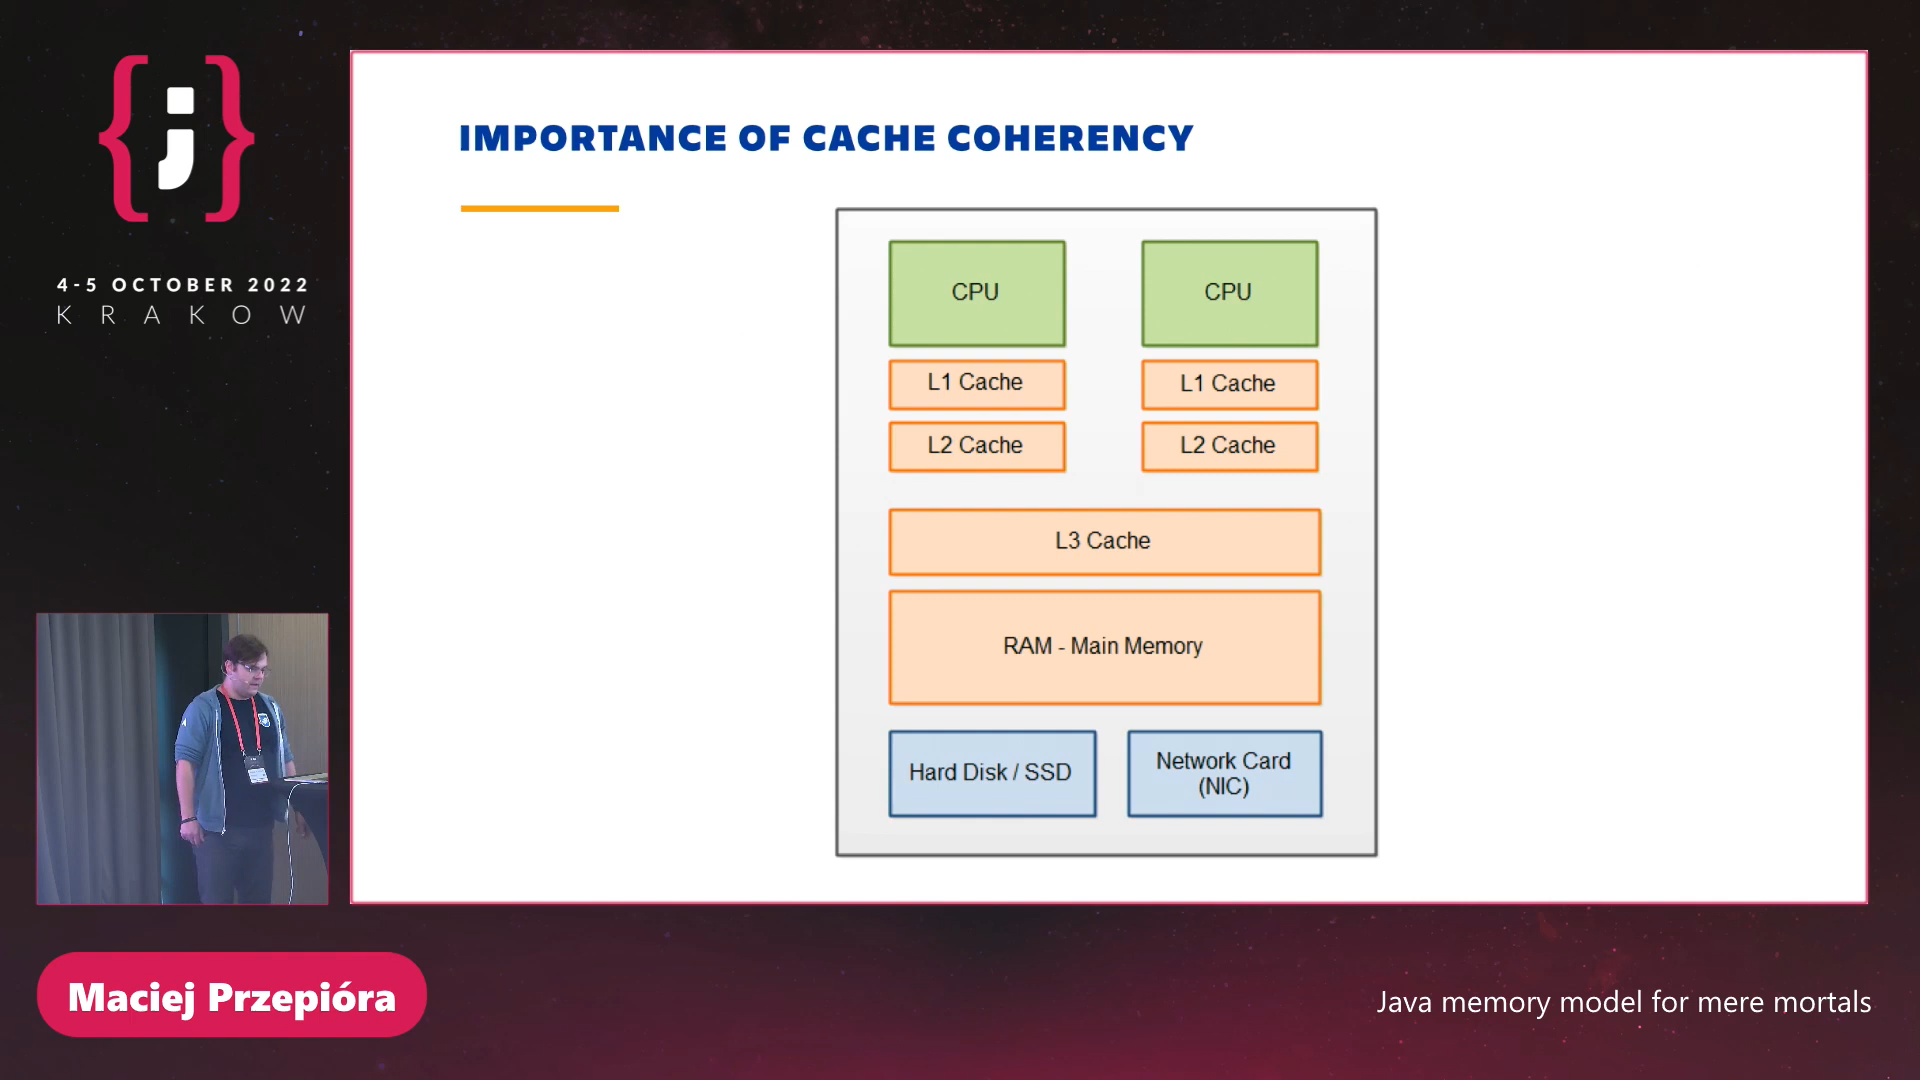 {;}
4-5 OCTOBER 2022
KRAKOW
IMPORTANCE OF CACHE COHERENCY
CPU
CPU
L1 Cache
L1 Cache
L2 Cache
L2 Cache
L3 Cache
RAM - Main Memory
Hard Disk / SSD
Network Card
(NIC)
Maciej Przepióra
Java memory model for mere mortals